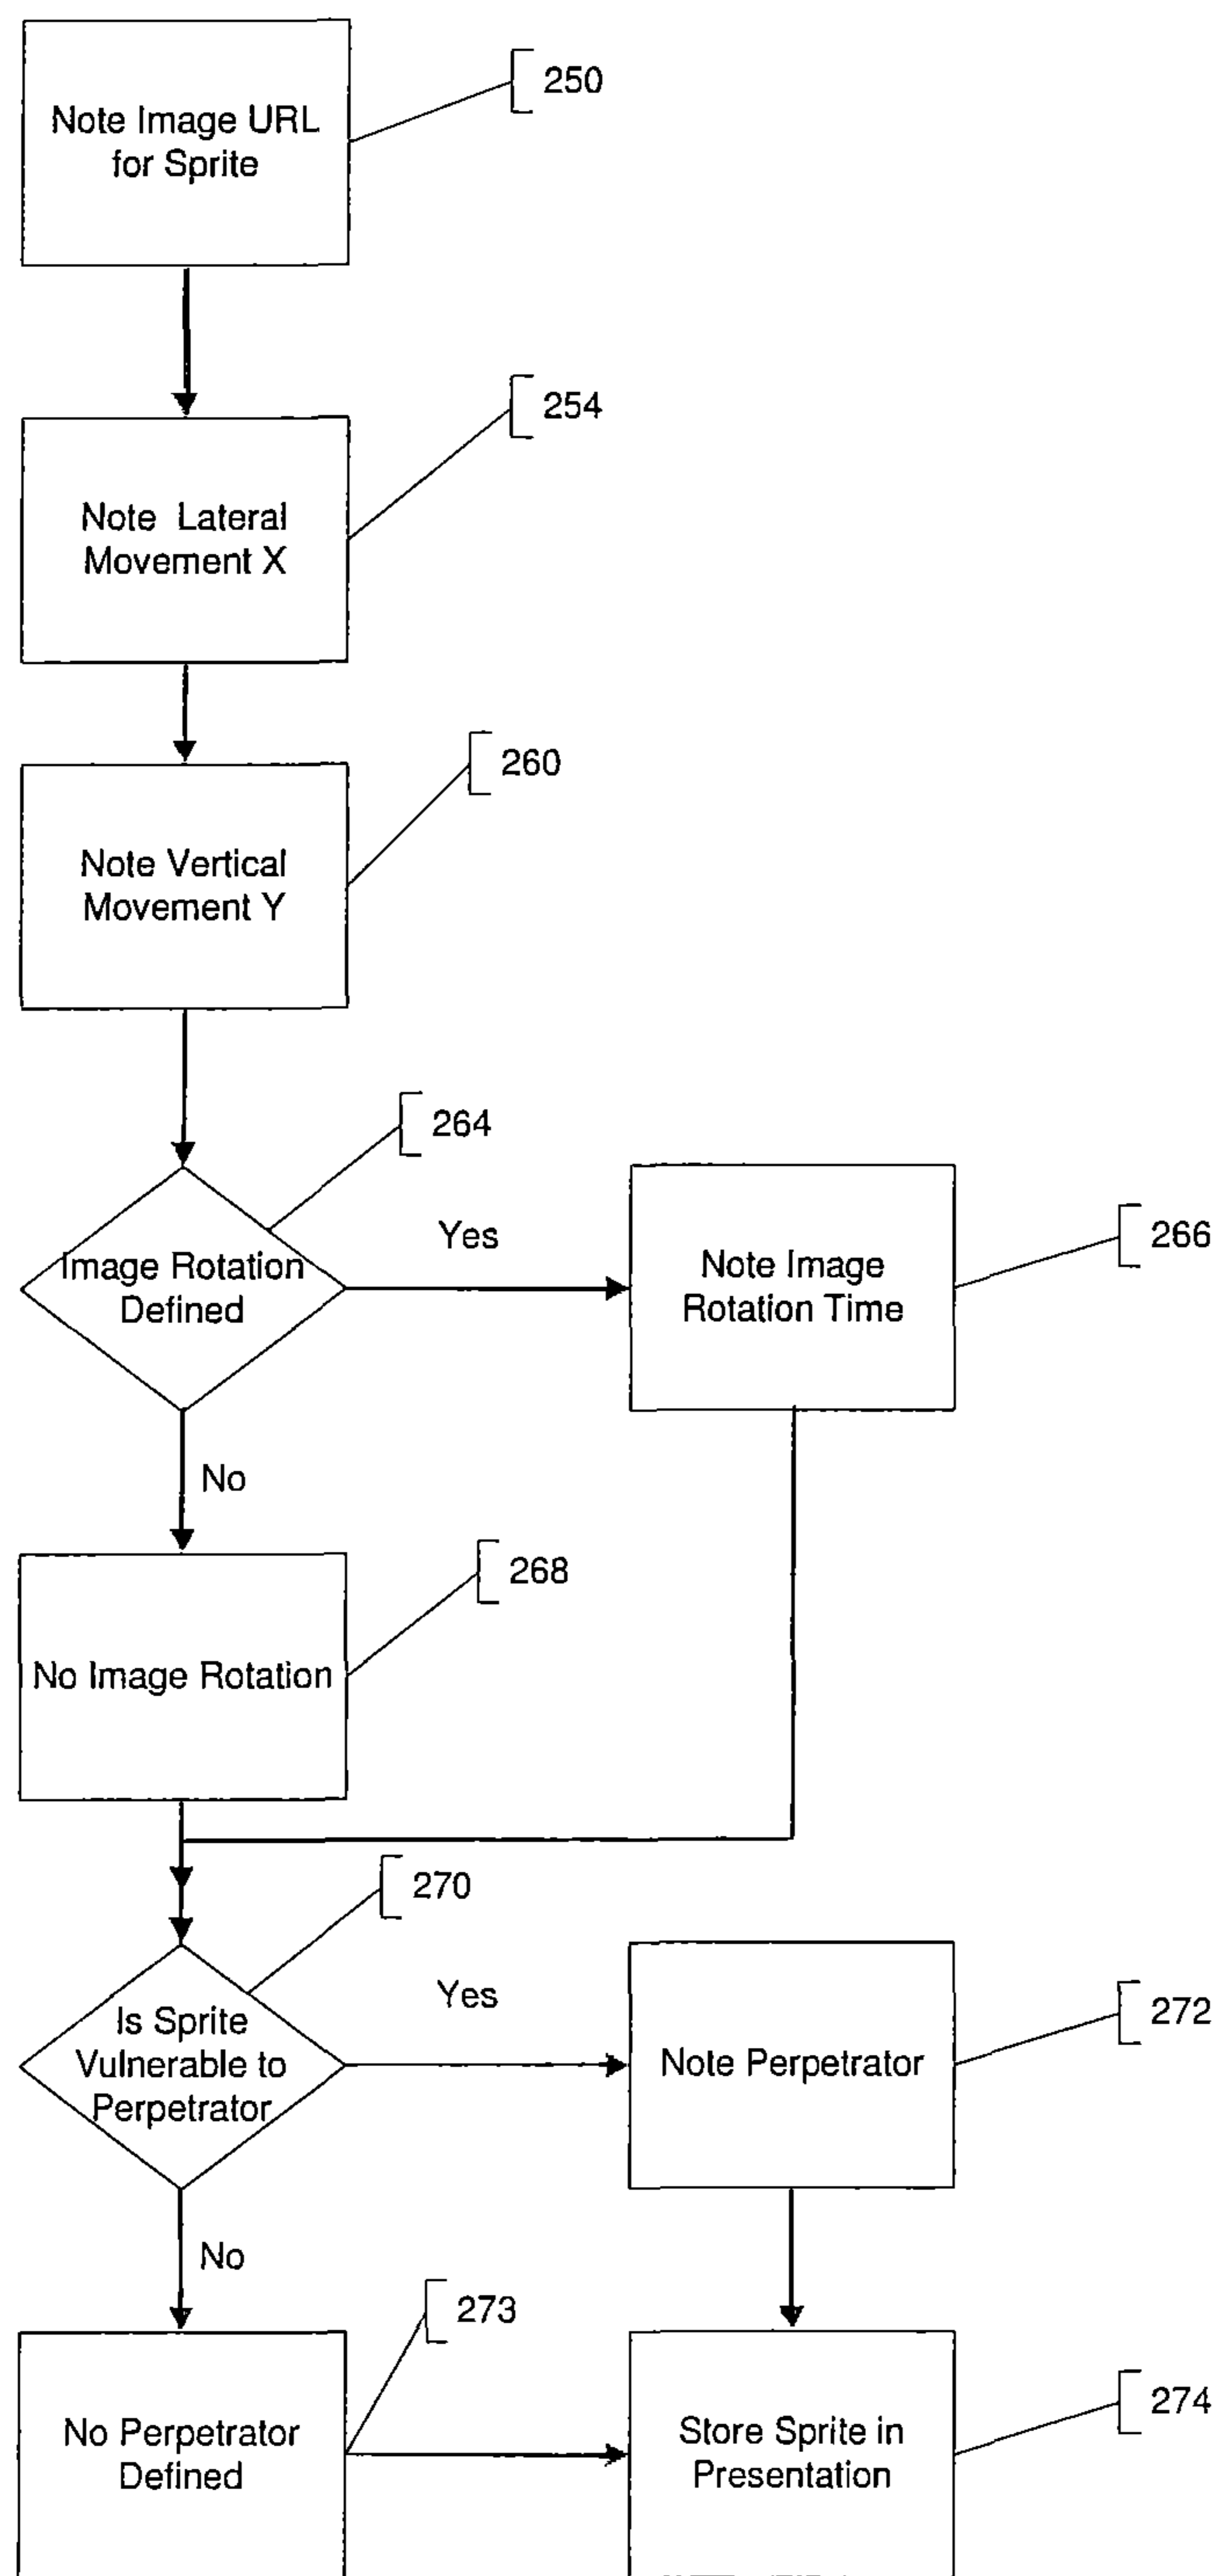 Note Image URL
for Sprite
250
Note Lateral
Movement X
254
Note Vertical
Movement Y
260
264
Image Rotation
Defined
Yes
Note Image
Rotation Time
266
No
No Image Rotation
268
270
Is Sprite
Vulnerable to
Perpetrator
Yes
Note Perpetrator
272
No
273
No Perpetrator
Defined
Store Sprite in
Presentation
274